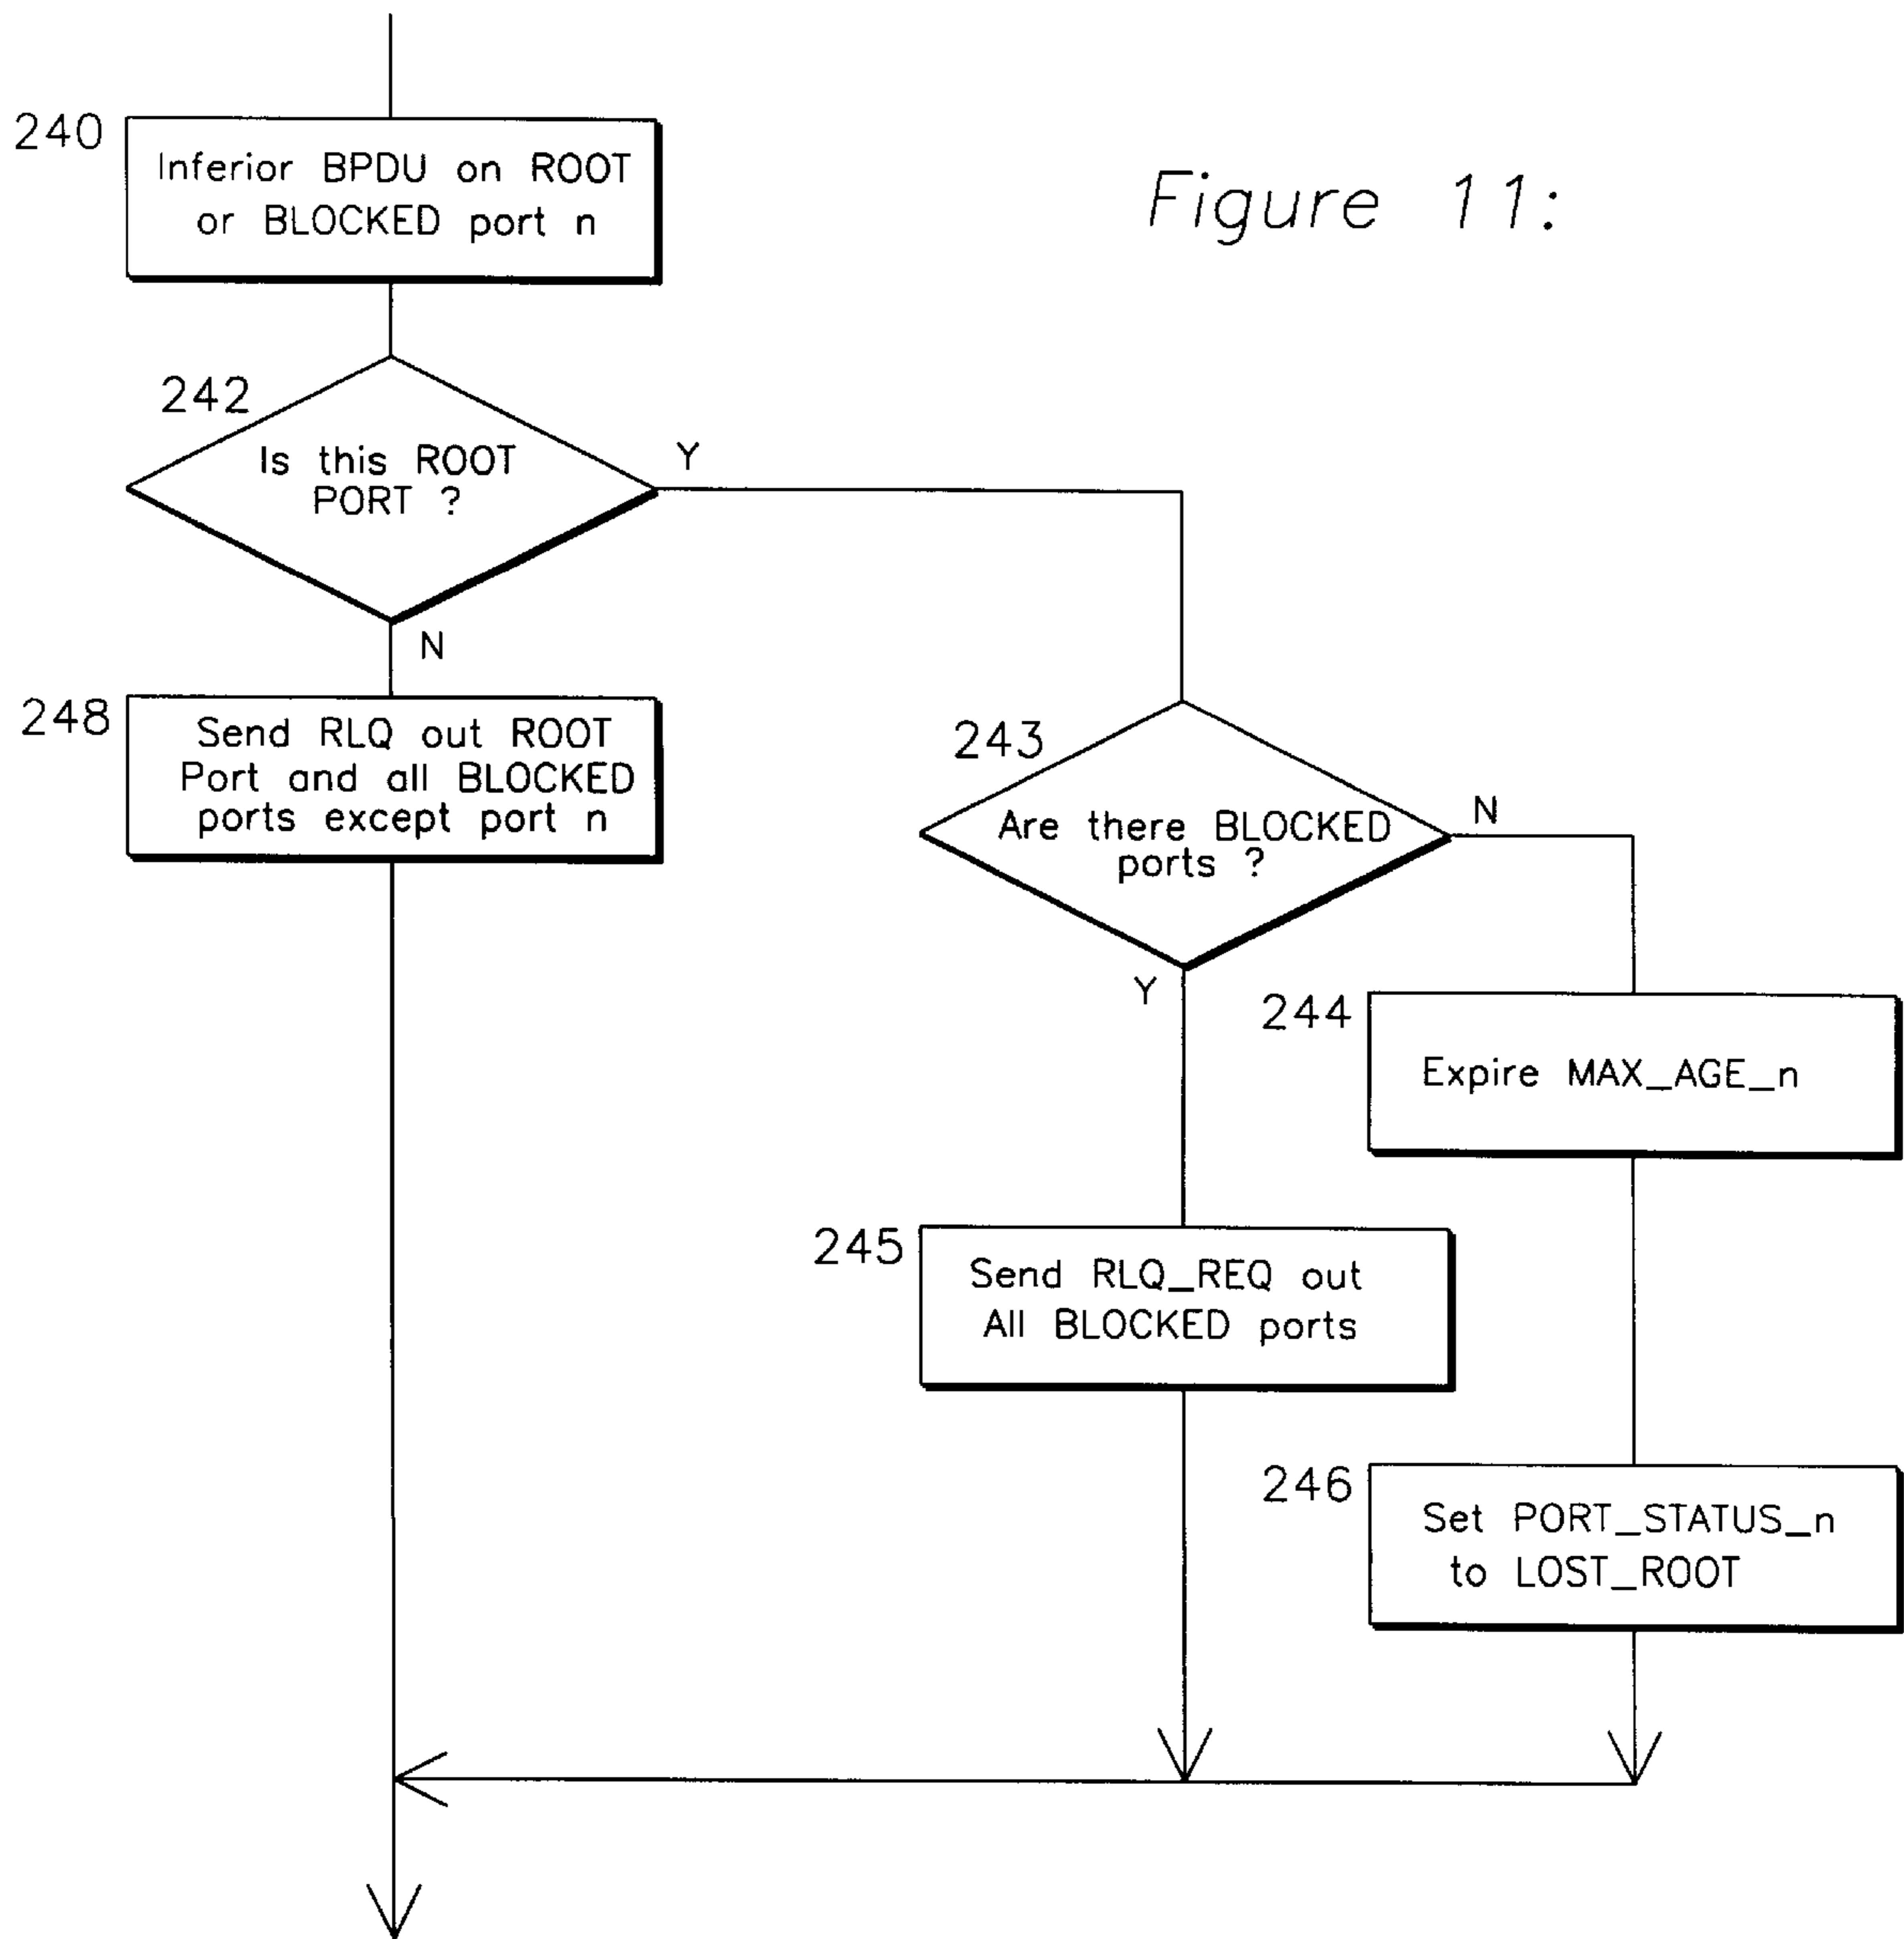 Figure 11:
240
Inferior BPDU on ROOT
or BLOCKED port n
242
Is this ROOT
PORT ?
Y
N
248
Send RLQ out ROOT
Port and all BLOCKED
ports except port n
243
Are there BLOCKED
ports ?
N
Y
244
Expire MAX_AGE_n
245
Send RLQ_REQ out
All BLOCKED ports
246
Set PORT_STATUS_n
to LOST_ROOT